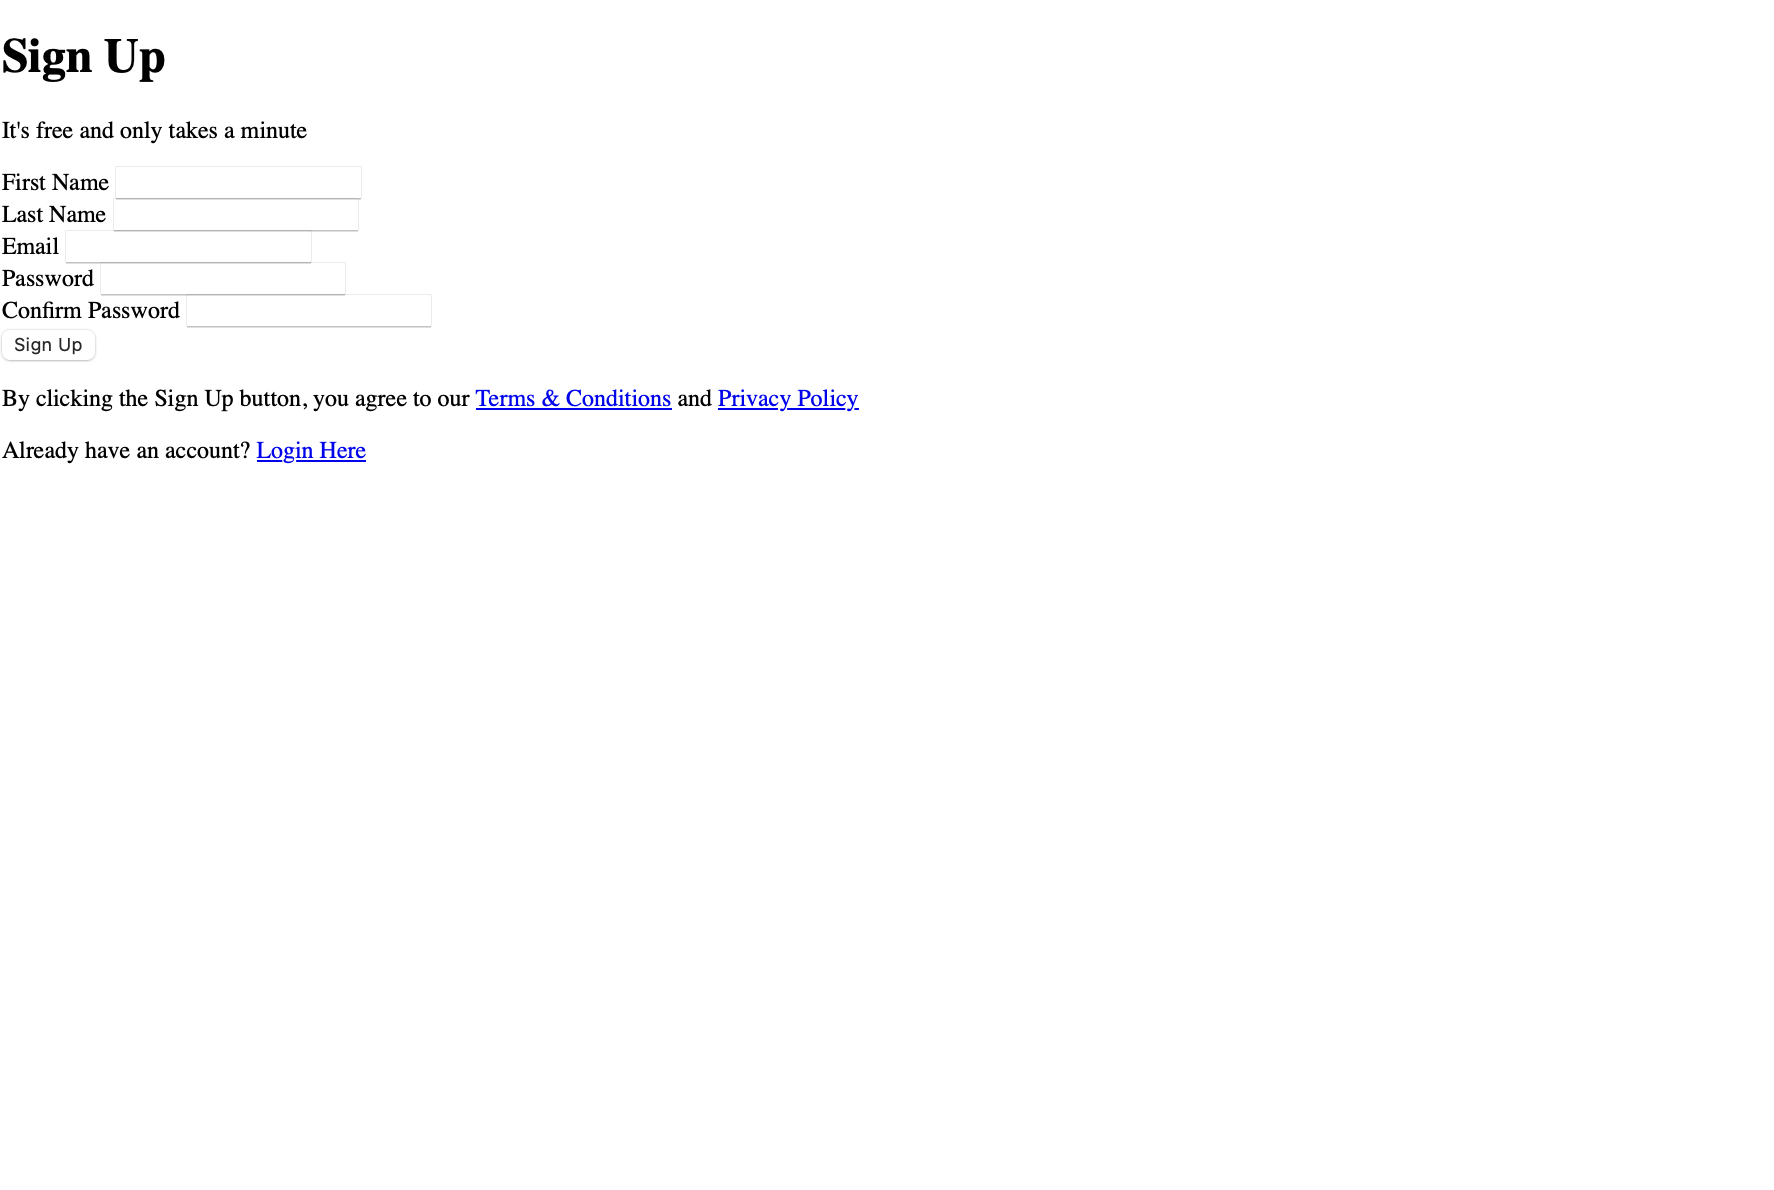 Sign Up
It's free and only takes a minute
First Name
Last Name
Email
Password
Confirm Password
Sign Up
By clicking the Sign Up button, you agree to our Terms & Conditions and Privacy Policy
Already have an account? Login Here